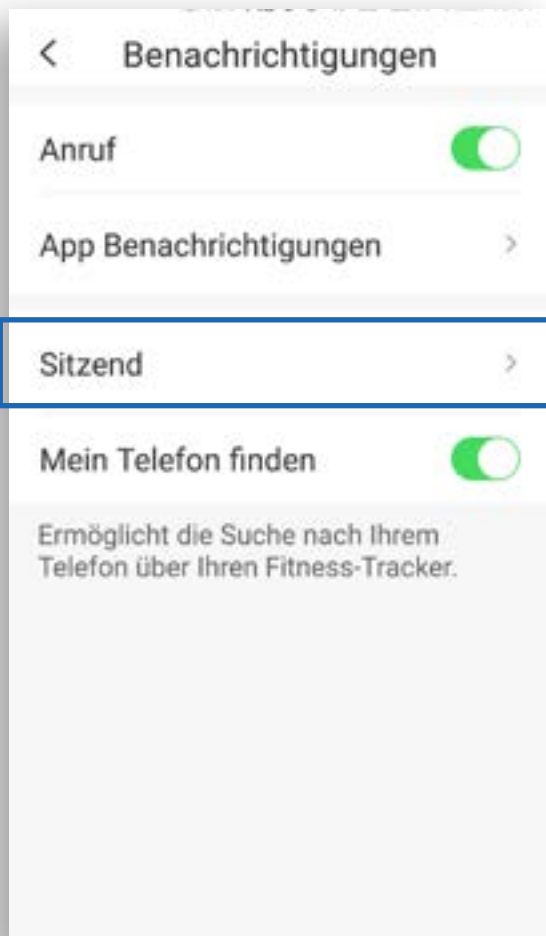 Benachrichtigungen
Anruf
App Benachrichtigungen
Sitzend
Mein Telefon finden
Ermöglicht die Suche nach Ihrem
Telefon über Ihren Fitness-Tracker.